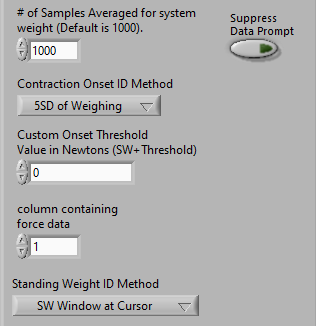 # of Samples Averaged for system
weight (Default is 1000).
1000
Suppress
Data Prompt
Contraction Onset ID Method
5SD of Weighing
Custom Onset Threshold
Value in Newtons (SW+Threshold)
0
column containing
force data
1
Standing Weight ID Method
SW Window at Cursor